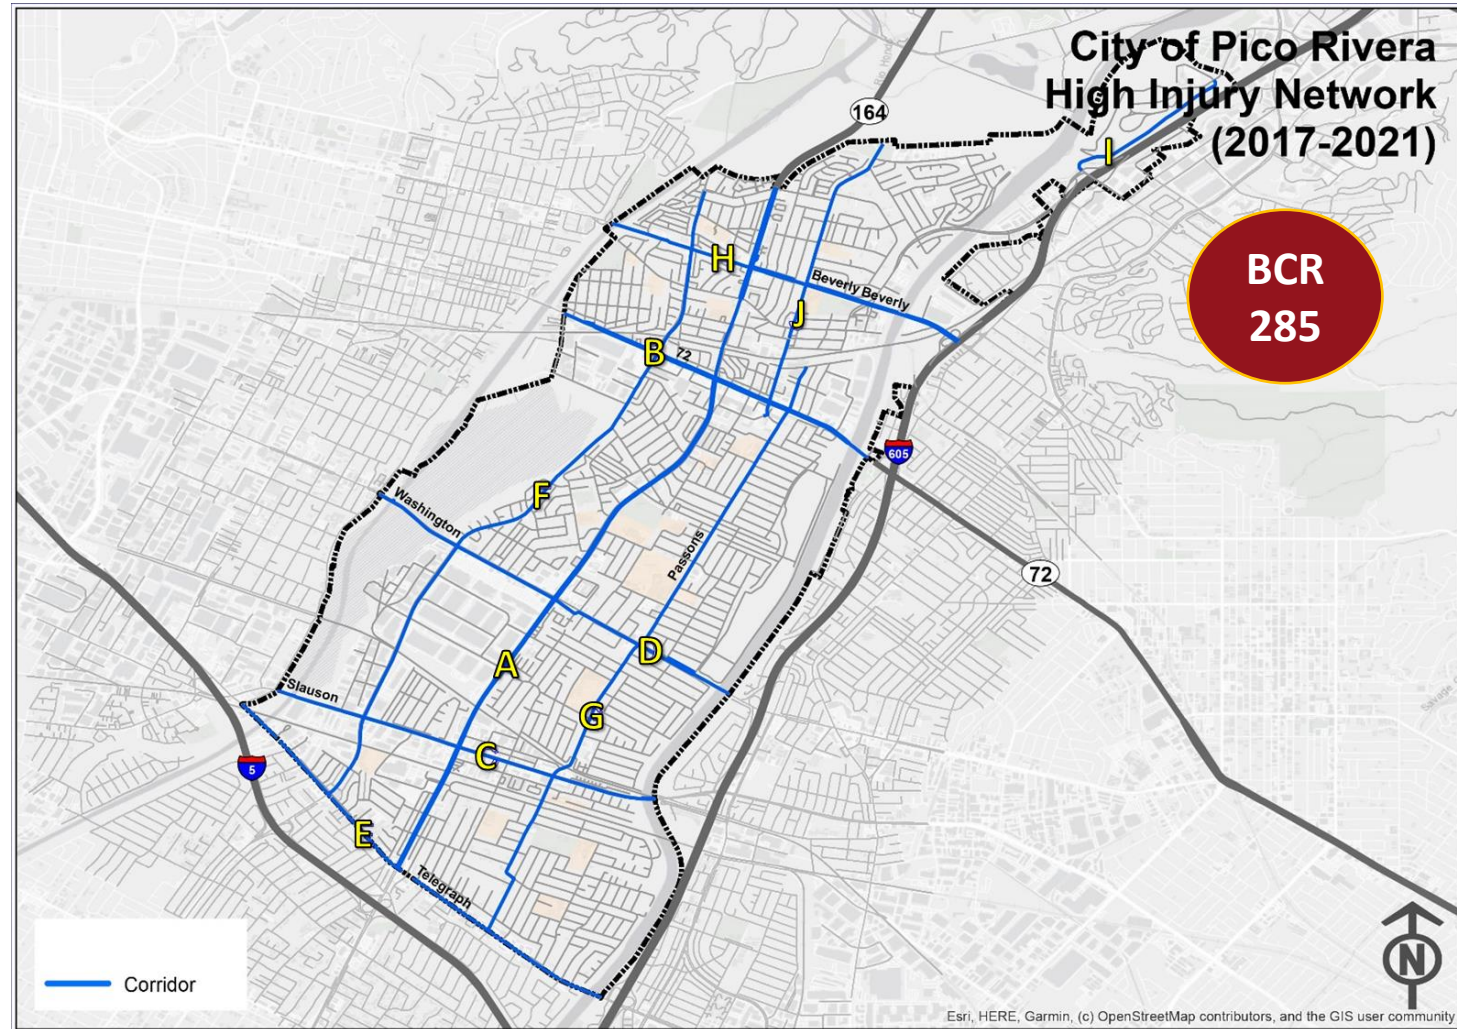 City of Pico Rivera
High Injury Network
(2017-2021)
164
I
BCR
285
H
Beverly Beverly
J
B
72
605
F
Washington
Passons
72
D
A
Slauson
G
C
5
E
Telegraph
Corridor
N
Esri, HERE, Garmin, (c) OpenStreetMap contributors, and the GIS user community